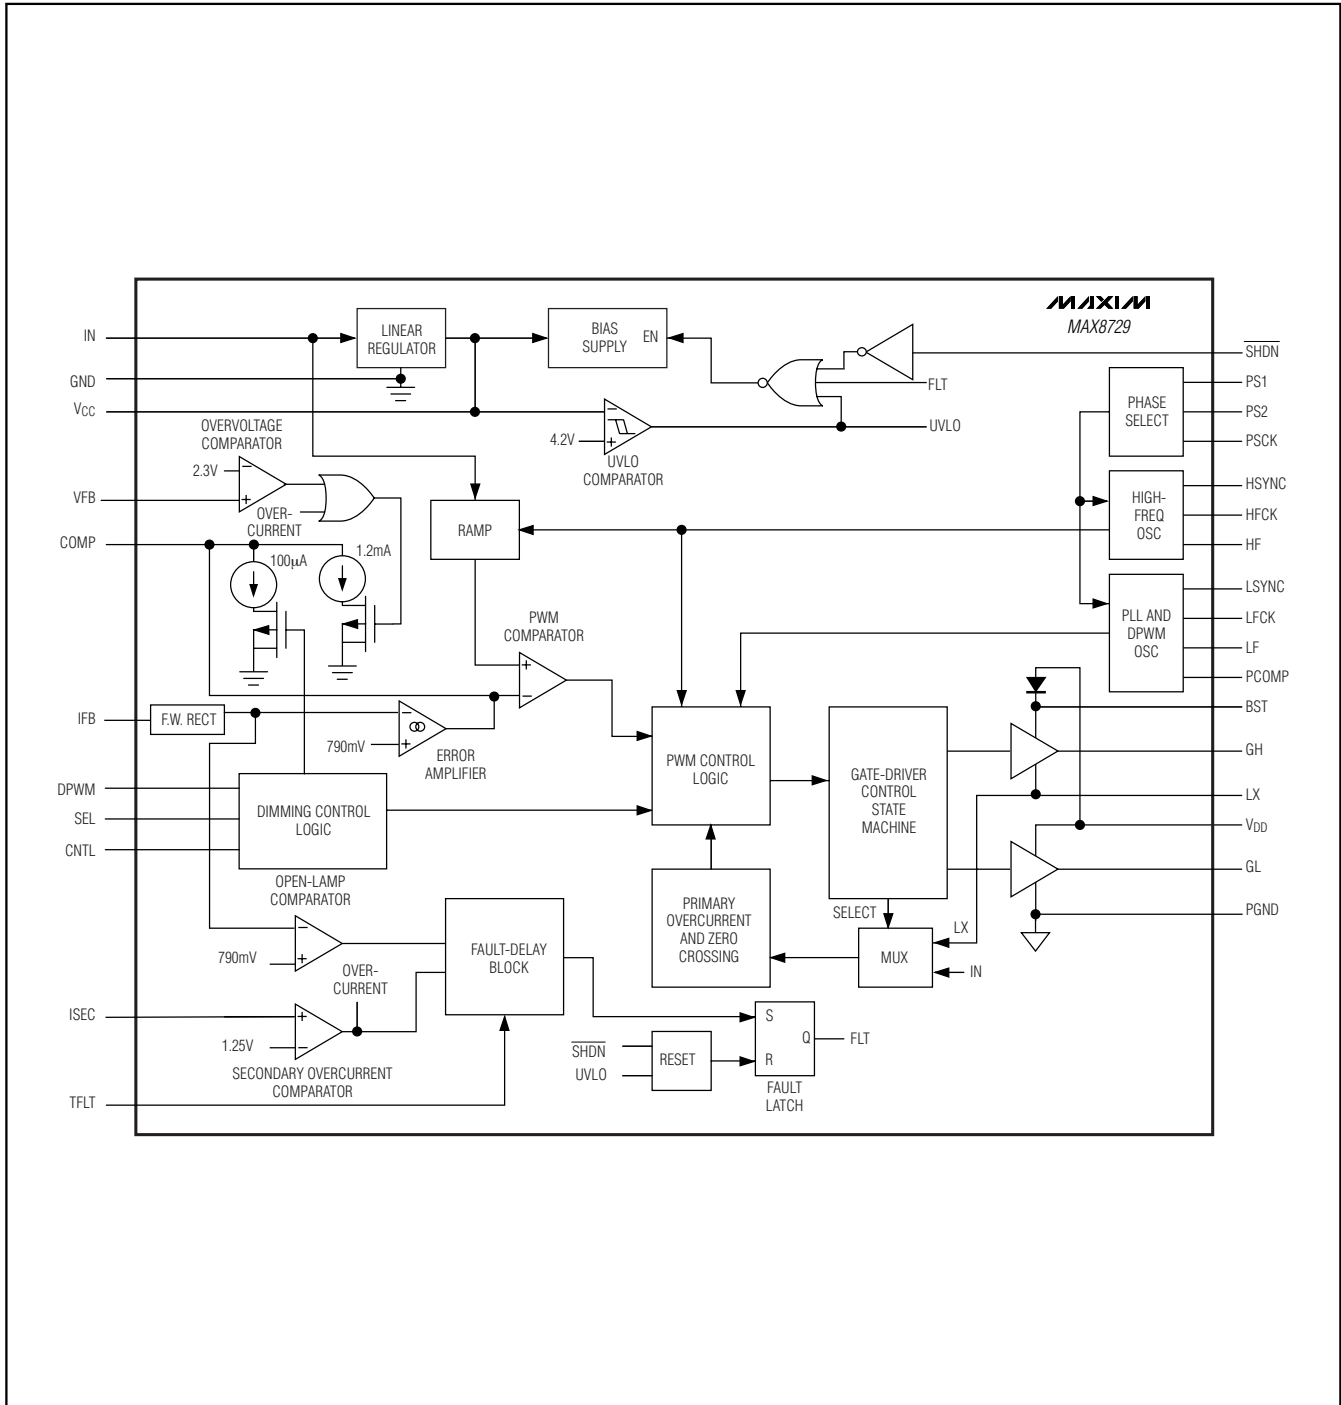 MAXIM
MAX8729
IN
GND
VCC
VFB
COMP
IFB
DPWM
SEL
CNTL
ISEC
TFLT
SHDN
PS1
PS2
PSCK
HSYNC
HFCK
HF
LSYNC
LFCK
LF
PCOMP
BST
GH
LX
VDD
GL
PGND
LINEAR
REGULATOR
BIAS
SUPPLY
EN
FLT
UVLO
4.2V
−
+
UVLO
COMPARATOR
OVERVOLTAGE
COMPARATOR
2.3V
−
+
OVER-
CURRENT
100μA
1.2mA
RAMP
PWM
COMPARATOR
+
−
F.W. RECT
790mV
−
+
ERROR
AMPLIFIER
PHASE
SELECT
HIGH-
FREQ
OSC
PLL AND
DPWM
OSC
DIMMING CONTROL
LOGIC
PWM CONTROL
LOGIC
GATE-DRIVER
CONTROL
STATE
MACHINE
OPEN-LAMP
COMPARATOR
−
+
790mV
OVER-
CURRENT
FAULT-DELAY
BLOCK
PRIMARY
OVERCURRENT
AND ZERO
CROSSING
SELECT
MUX
LX
IN
+
−
1.25V
SECONDARY OVERCURRENT
COMPARATOR
SHDN
UVLO
RESET
S
R
Q
FLT
FAULT
LATCH